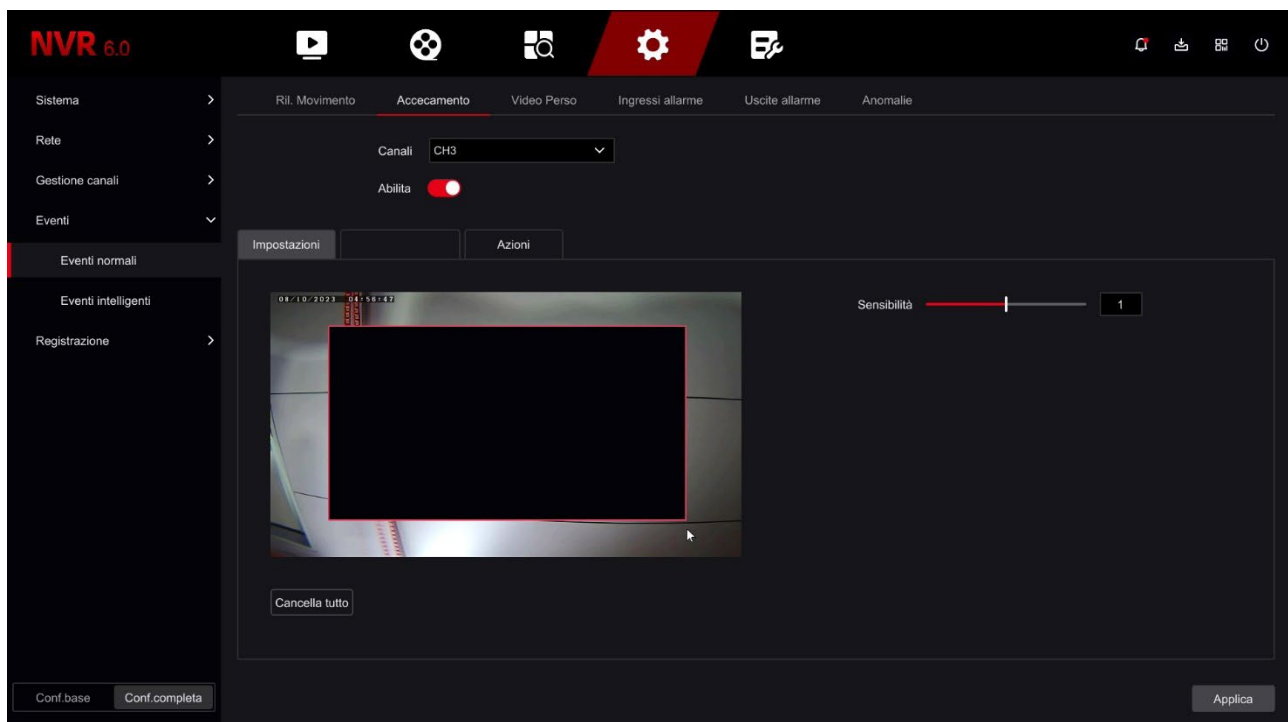 NVR 6.0
Sistema
Rete
Gestione canali
Eventi
Eventi normali
Eventi intelligenti
Registrazione
Conf.base Conf.completa
Ril. Movimento Accecamento Video Perso Ingressi allarme Uscite allarme Anomalie
Canali CH3
Abilita
Impostazioni Azioni
08/10/2023 04:56:47
Sensibilità 1
Cancella tutto
Applica